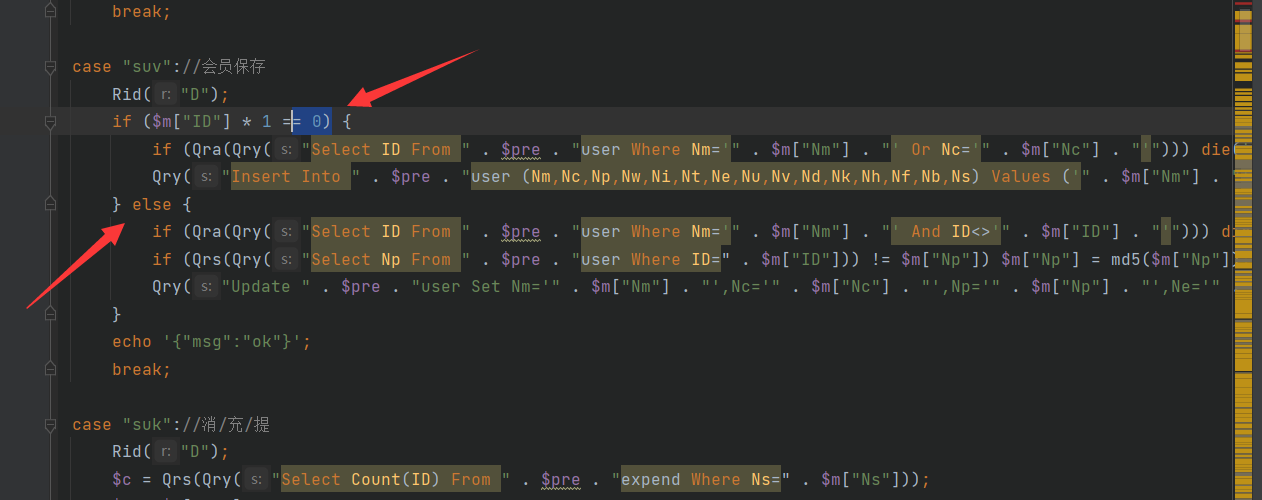 break;
case "suv"://会员保存
Rid( r: "D");
if ($m["ID"] * 1 == 0) {
if (Qra(Qry( s: "Select ID From " . $pre . "user Where Nm='" . $m["Nm"] . "' Or Nc='" . $m["Nc"] . "'"))) die(
Qry( s: "Insert Into " . $pre . "user (Nm,Nc,Np,Nw,Ni,Nt,Ne,Nu,Nv,Nd,Nk,Nh,Nf,Nb,Ns) Values ('" . $m["Nm"] . "
} else {
if (Qra(Qry( s: "Select ID From " . $pre . "user Where Nm='" . $m["Nm"] . "' And ID<>'" . $m["ID"] . "'"))) di
if (Qrs(Qry( s: "Select Np From " . $pre . "user Where ID=" . $m["ID"])) != $m["Np"]) $m["Np"] = md5($m["Np"]
Qry( s: "Update " . $pre . "user Set Nm='" . $m["Nm"] . "',Nc='" . $m["Nc"] . "',Np='" . $m["Np"] . "',Ne='"
}
echo '{"msg":"ok"}';
break;
case "suk"://消/充/提
Rid( r: "D");
$c = Qrs(Qry( s: "Select Count(ID) From " . $pre . "expend Where Ns=" . $m["Ns"]));